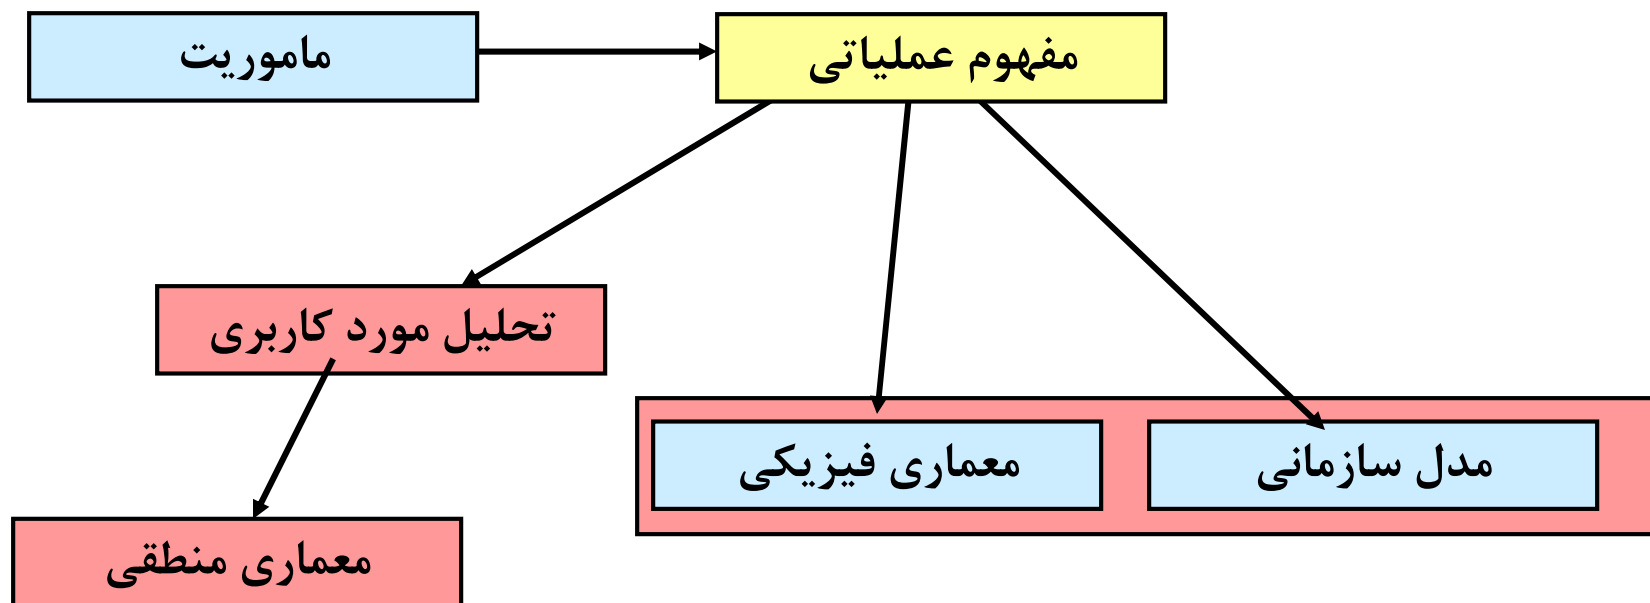 ماموریت
مفهوم عملیاتی
تحلیل مورد کاربری
مدل سازمانی
معماری فیزیکی
معماری منطقی